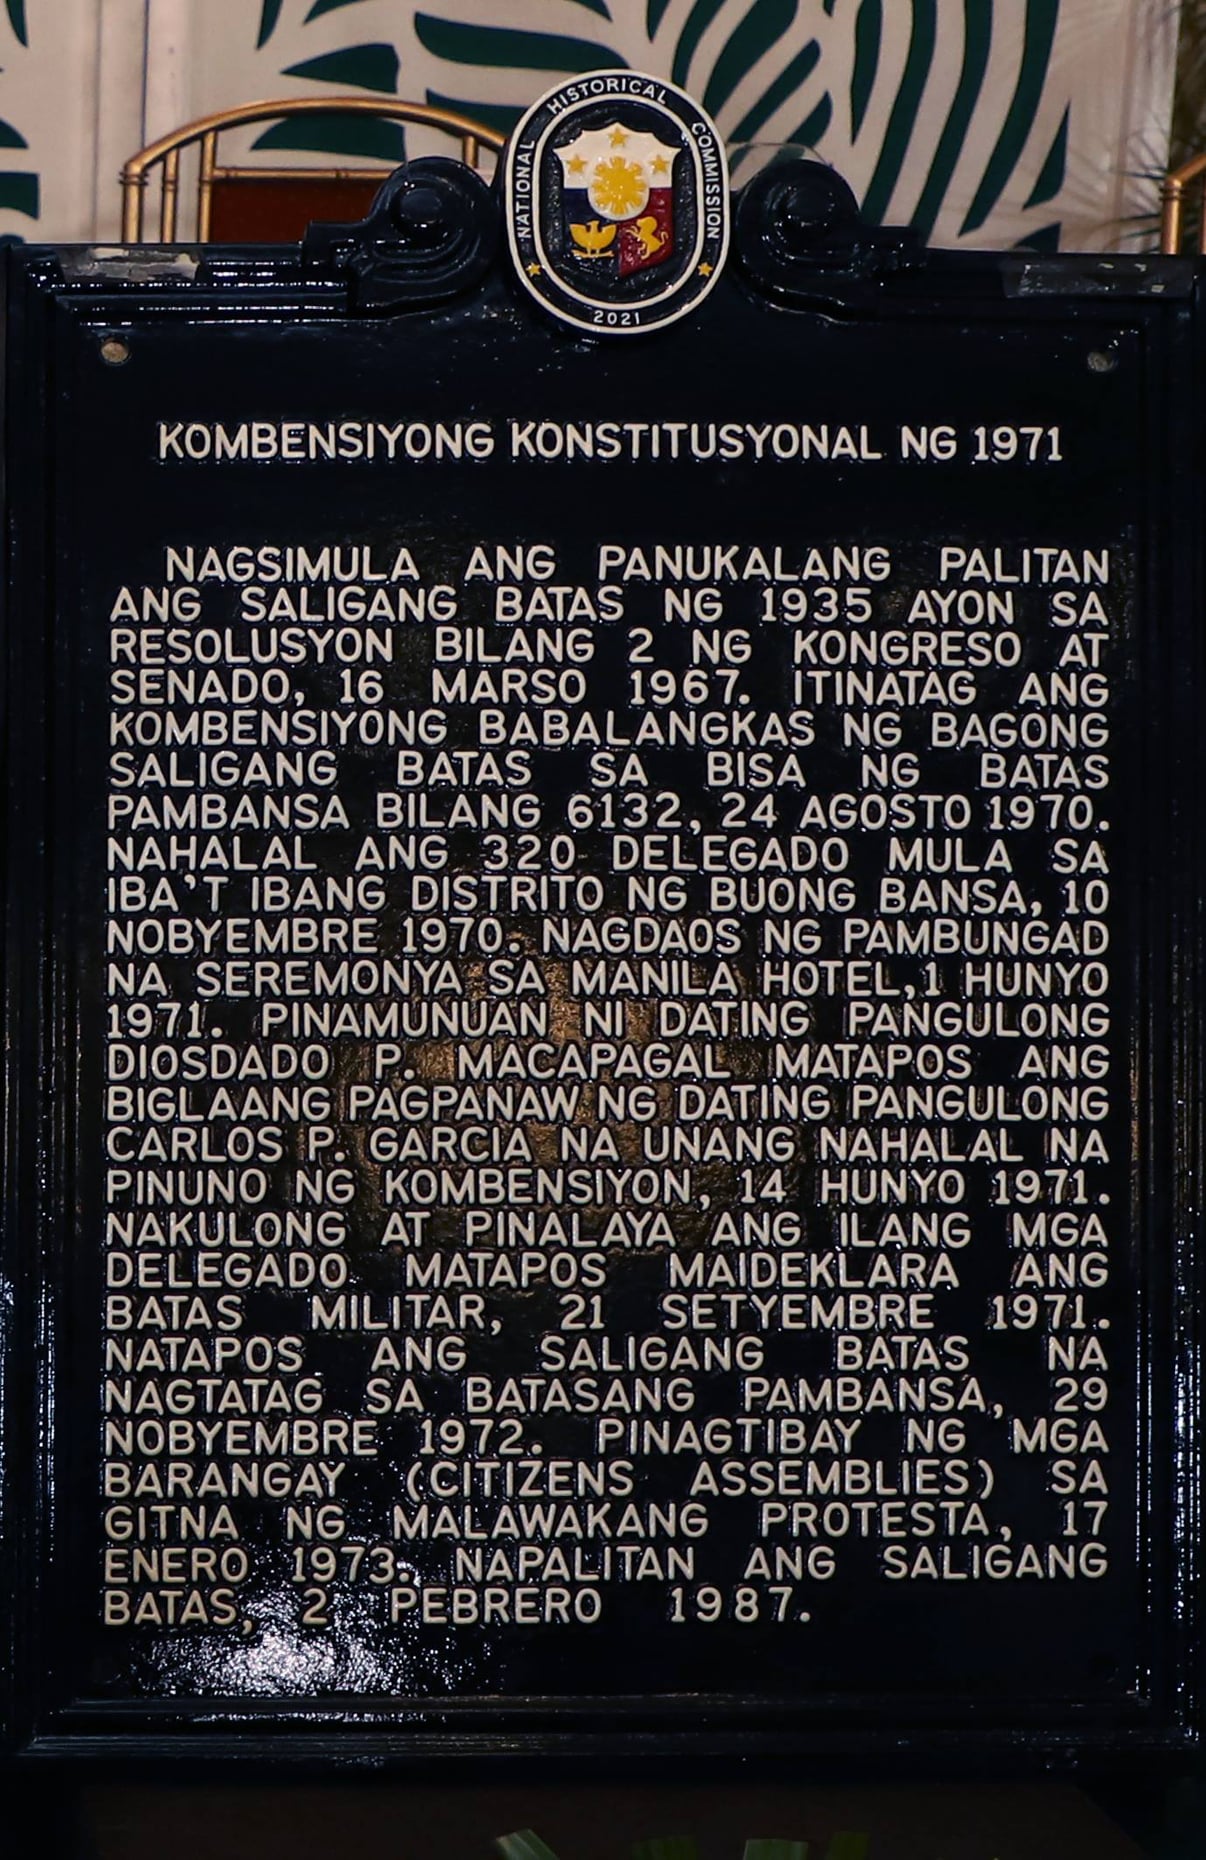 NATIONAL HISTORICAL COMMISSION
2021
KOMBENSIYONG KONSTITUSYONAL NG 1971
NAGSIMULA ANG PANUKALANG PALITAN
ANG SALIGANG BATAS NG 1935 AYON SA
RESOLUSYON BILANG 2 NG KONGRESO AT
SENADO, 16 MARSO 1967. ITINATAG ANG
KOMBENSIYONG BABALANGKAS NG BAGONG
SALIGANG BATAS SA BISA NG BATAS
PAMBANSA BILANG 6132, 24 AGOSTO 1970.
NAHALAL ANG 320 DELEGADO MULA SA
IBA'T IBANG DISTRITO NG BUONG BANSA, 10
NOBYEMBRE 1970. NAGDAOS NG PAMBUNGAD
NA SEREMONYA SA MANILA HOTEL, 1 HUNYO
1971. PINAMUNUAN NI DATING PANGULONG
DIOSDADO P. MACAPAGAL MATAPOS ANG
BIGLAANG PAGPANAW NG DATING PANGULONG
CARLOS P. GARCIA NA UNANG NAHALAL NA
PINUNO NG KOMBENSIYON, 14 HUNYO 1971.
NAKULONG AT PINALAYA ANG ILANG MGA
DELEGADO MATAPOS MAIDEKLARA ANG
BATAS MILITAR, 21 SETYEMBRE 1971.
NATAPOS ANG SALIGANG BATAS NA
NAGTATAG SA BATASANG PAMBANSA, 29
NOBYEMBRE 1972. PINAGTIBAY NG MGA
BARANGAY (CITIZENS ASSEMBLIES) SA
GITNA NG MALAWAKANG PROTESTA, 17
ENERO 1973. NAPALITAN ANG SALIGANG
BATAS, 2 PEBRERO 1987.